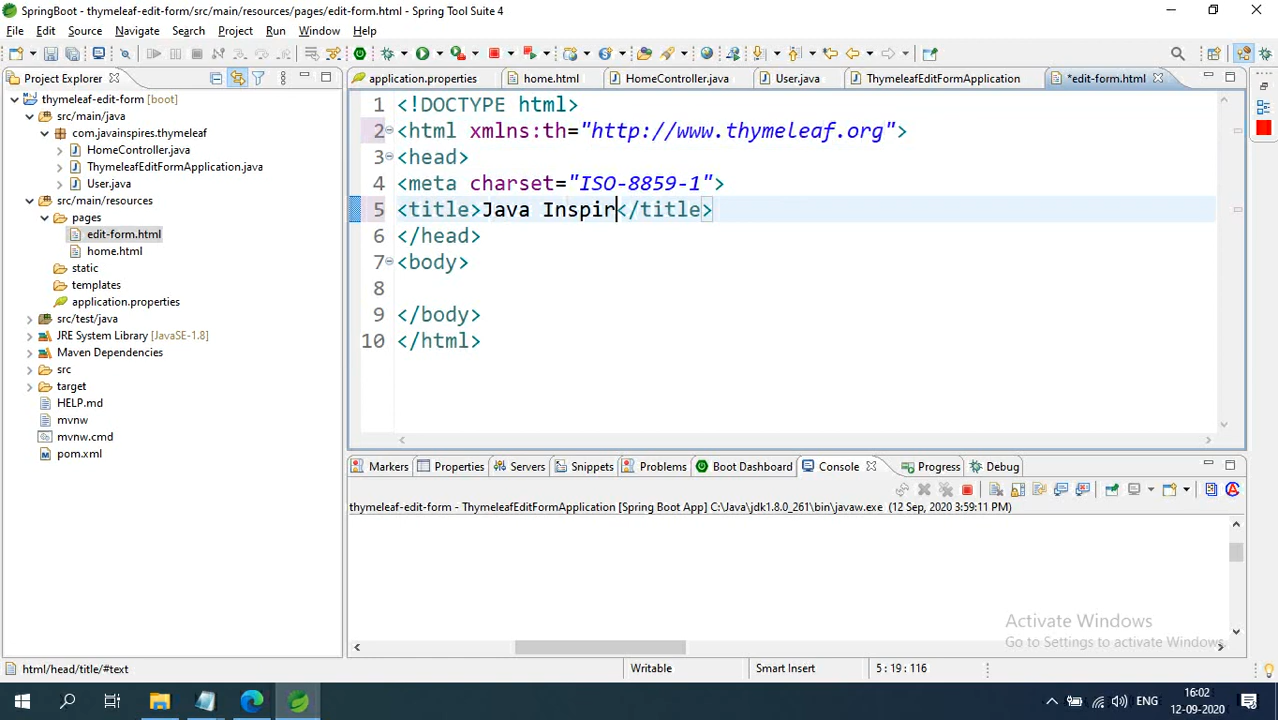 SpringBoot - thymeleaf-edit-form/src/main/resources/pages/edit-form.html - Spring Tool Suite 4
File Edit Source Navigate Search Project Run Window Help
Project Explorer
application.properties home.html HomeController.java User.java ThymeleafEditFormApplication *edit-form.html
thymeleaf-edit-form [boot]
src/main/java
com.javainspires.thymeleaf
HomeController.java
ThymeleafEditFormApplication.java
User.java
src/main/resources
pages
edit-form.html
home.html
static
templates
application.properties
src/test/java
JRE System Library [JavaSE-1.8]
Maven Dependencies
src
target
HELP.md
mvnw
mvnw.cmd
pom.xml
1 <!DOCTYPE html>
2 <html xmlns:th="http://www.thymeleaf.org">
3 <head>
4 <meta charset="ISO-8859-1">
5 <title>Java Inspir</title>
6 </head>
7 <body>
8
9 </body>
10 </html>
Markers Properties Servers Snippets Problems Boot Dashboard Console Progress Debug
thymeleaf-edit-form - ThymeleafEditFormApplication [Spring Boot App] C:\Java\jdk1.8.0_261\bin\javaw.exe (12 Sep, 2020 3:59:11 PM)
Activate Windows
Go to Settings to activate Windows.
html/head/title/#text Writable Smart Insert 5 : 19 : 116
ENG 16:02
12-09-2020